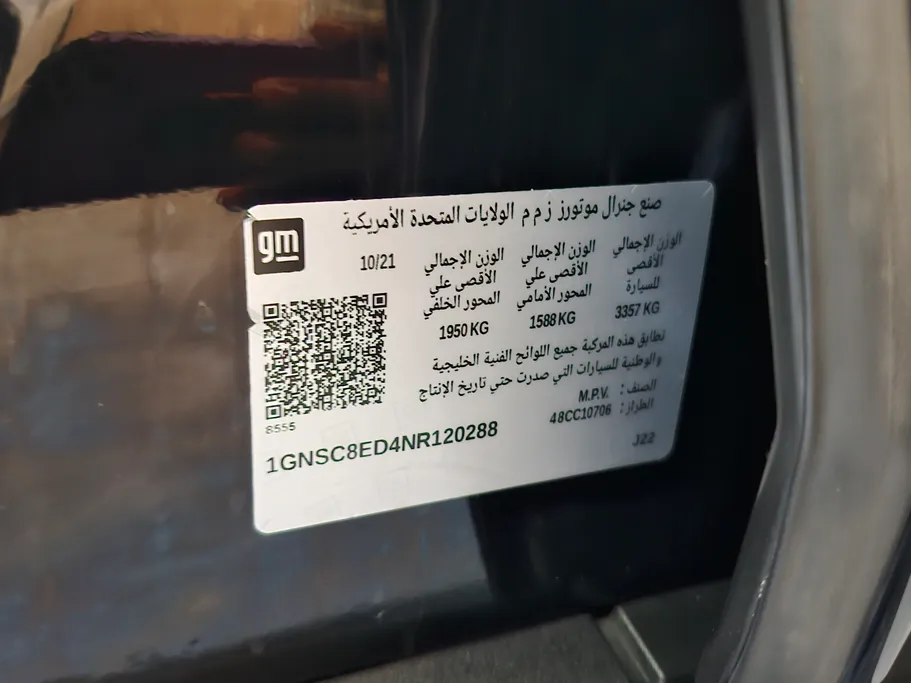 صنع جنرال موتورز ز م م الولايات المتحدة الأمريكية
gm
10/21
الوزن الإجمالي الوزن الإجمالي الوزن الإجمالي
الأقصى الأقصى علي الأقصى علي
للسيارة المحور الأمامي المحور الخلفي
3357 KG 1588 KG 1950 KG
تطابق هذه المركبة جميع اللوائح الفنية الخليجية
والوطنية للسيارات التي صدرت حتي تاريخ الإنتاج
الصنف : M.P.V.
الطراز : 48CC10706
8555
1GNSC8ED4NR120288
J22